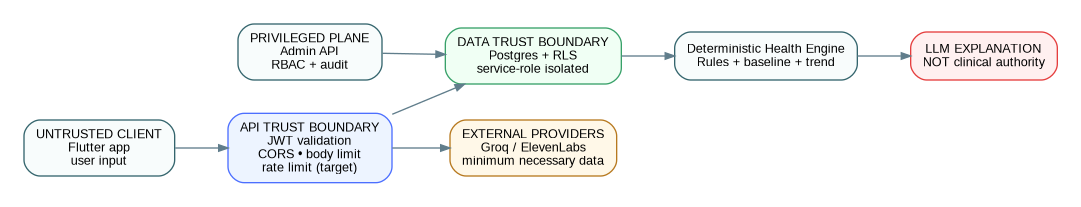 PRIVILEGED PLANE
Admin API
RBAC + audit
DATA TRUST BOUNDARY
Postgres + RLS
service-role isolated
Deterministic Health Engine
Rules + baseline + trend
LLM EXPLANATION
NOT clinical authority
UNTRUSTED CLIENT
Flutter app
user input
API TRUST BOUNDARY
JWT validation
CORS • body limit
rate limit (target)
EXTERNAL PROVIDERS
Groq / ElevenLabs
minimum necessary data